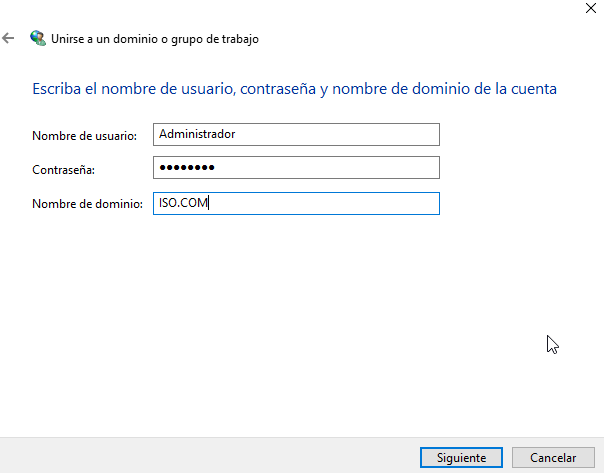 Unirse a un dominio o grupo de trabajo
Escriba el nombre de usuario, contraseña y nombre de dominio de la cuenta
Nombre de usuario: Administrador
Contraseña: ●●●●●●●●
Nombre de dominio: ISO.COM
Siguiente Cancelar